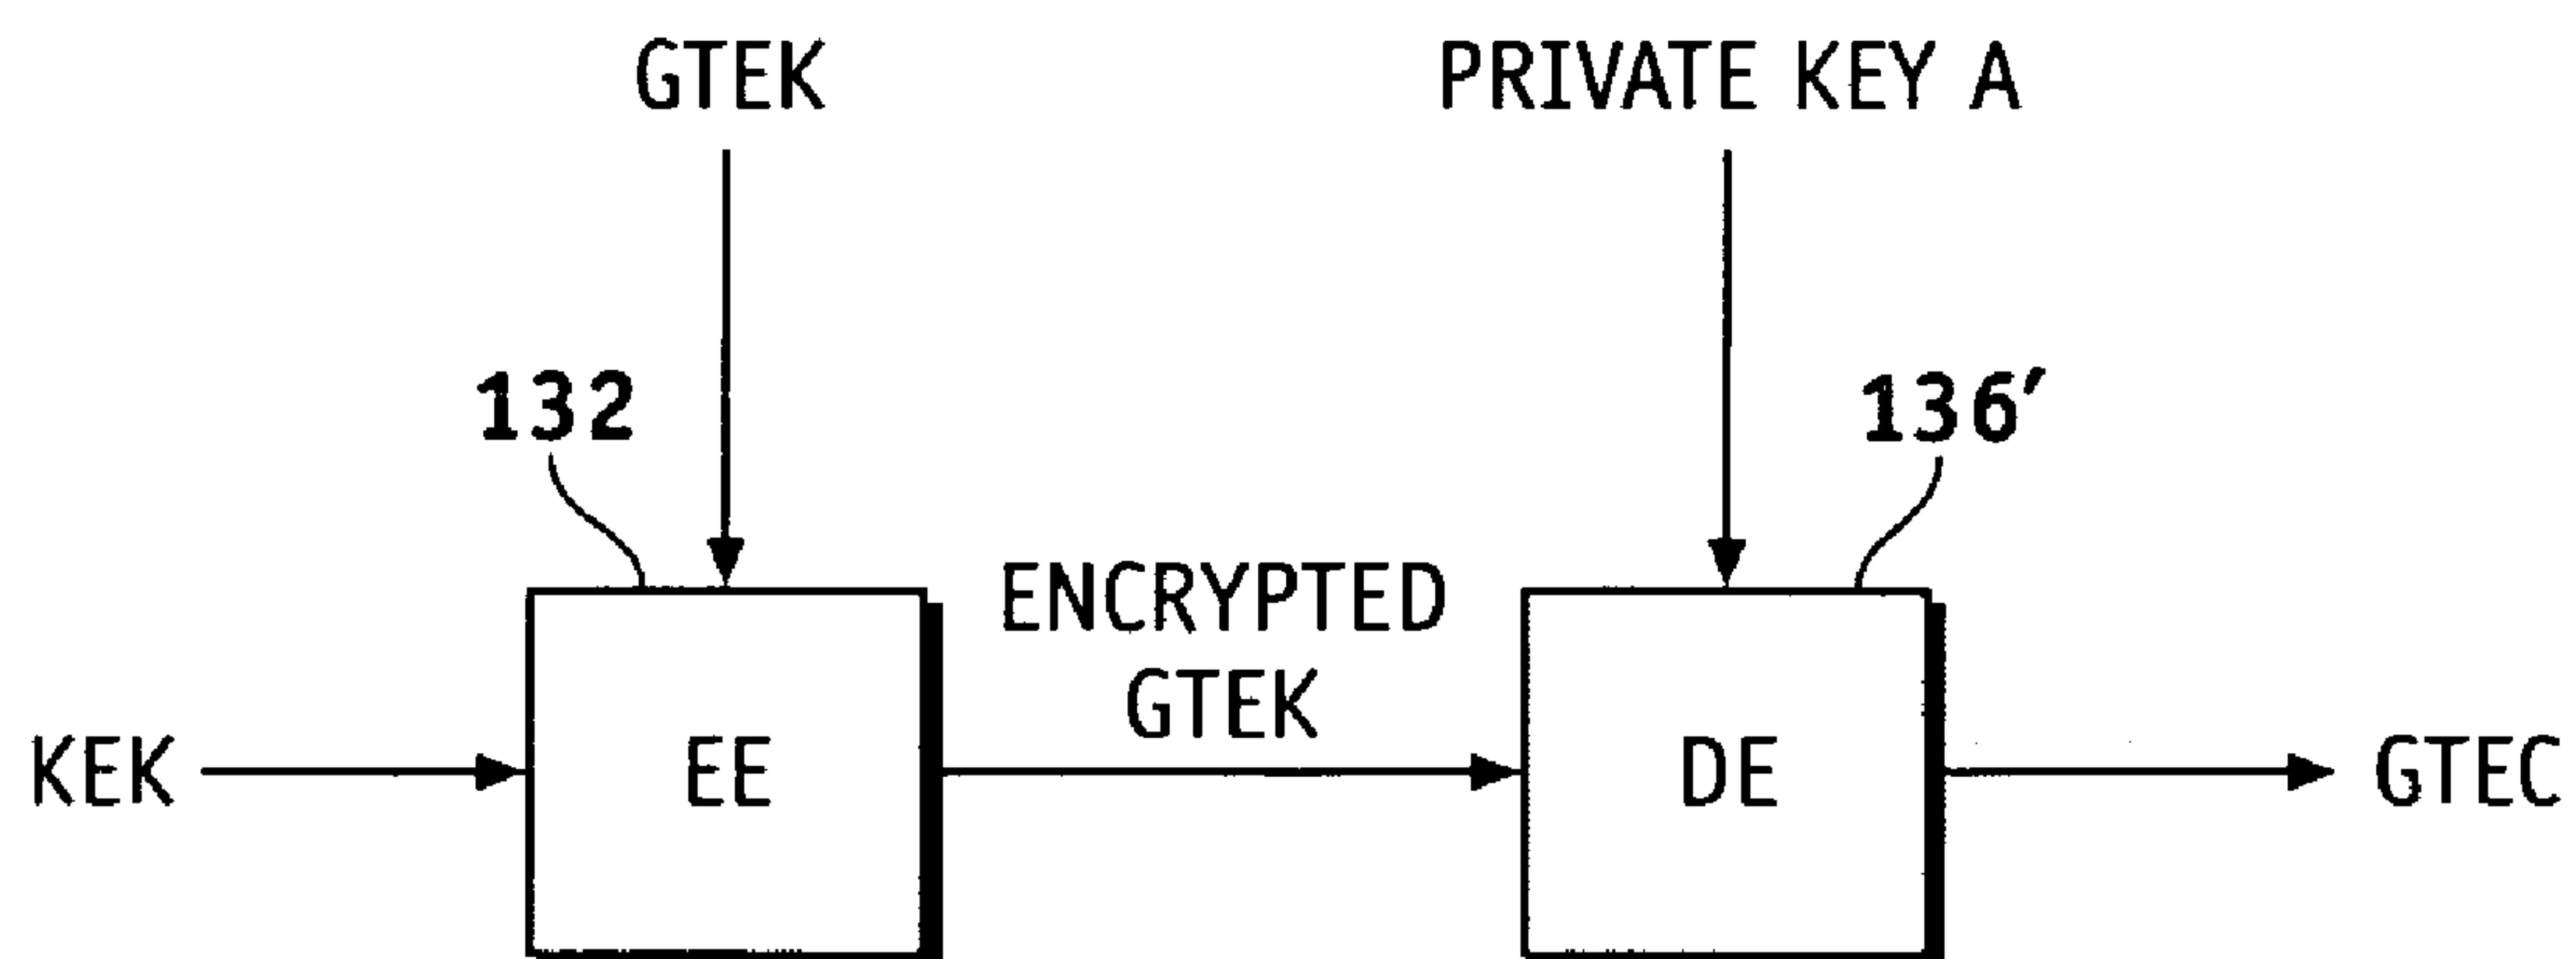 GTEK
PRIVATE KEY A
132
136′
ENCRYPTED
GTEK
KEK
EE
DE
GTEC